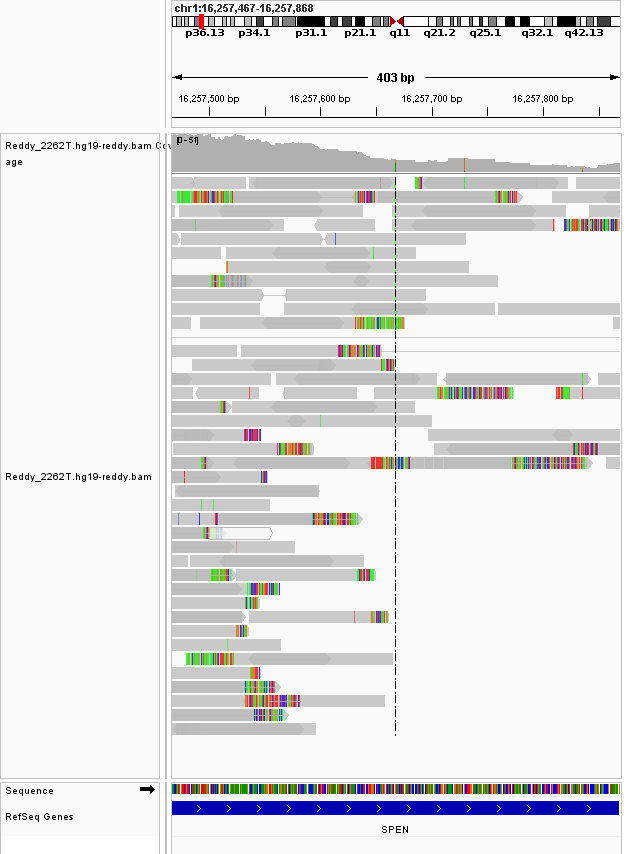 chr1:16,257,467-16,257,868
p36.13 p34.1 p31.1 p21.1 q11 q21.2 q25.1 q32.1 q42.13
403 bp
16,257,500 bp 16,257,600 bp 16,257,700 bp 16,257,800 bp
[0-51]
Reddy_2262T.hg19-reddy.bam Cov
age
Reddy_2262T.hg19-reddy.bam
Sequence
RefSeq Genes
SPEN